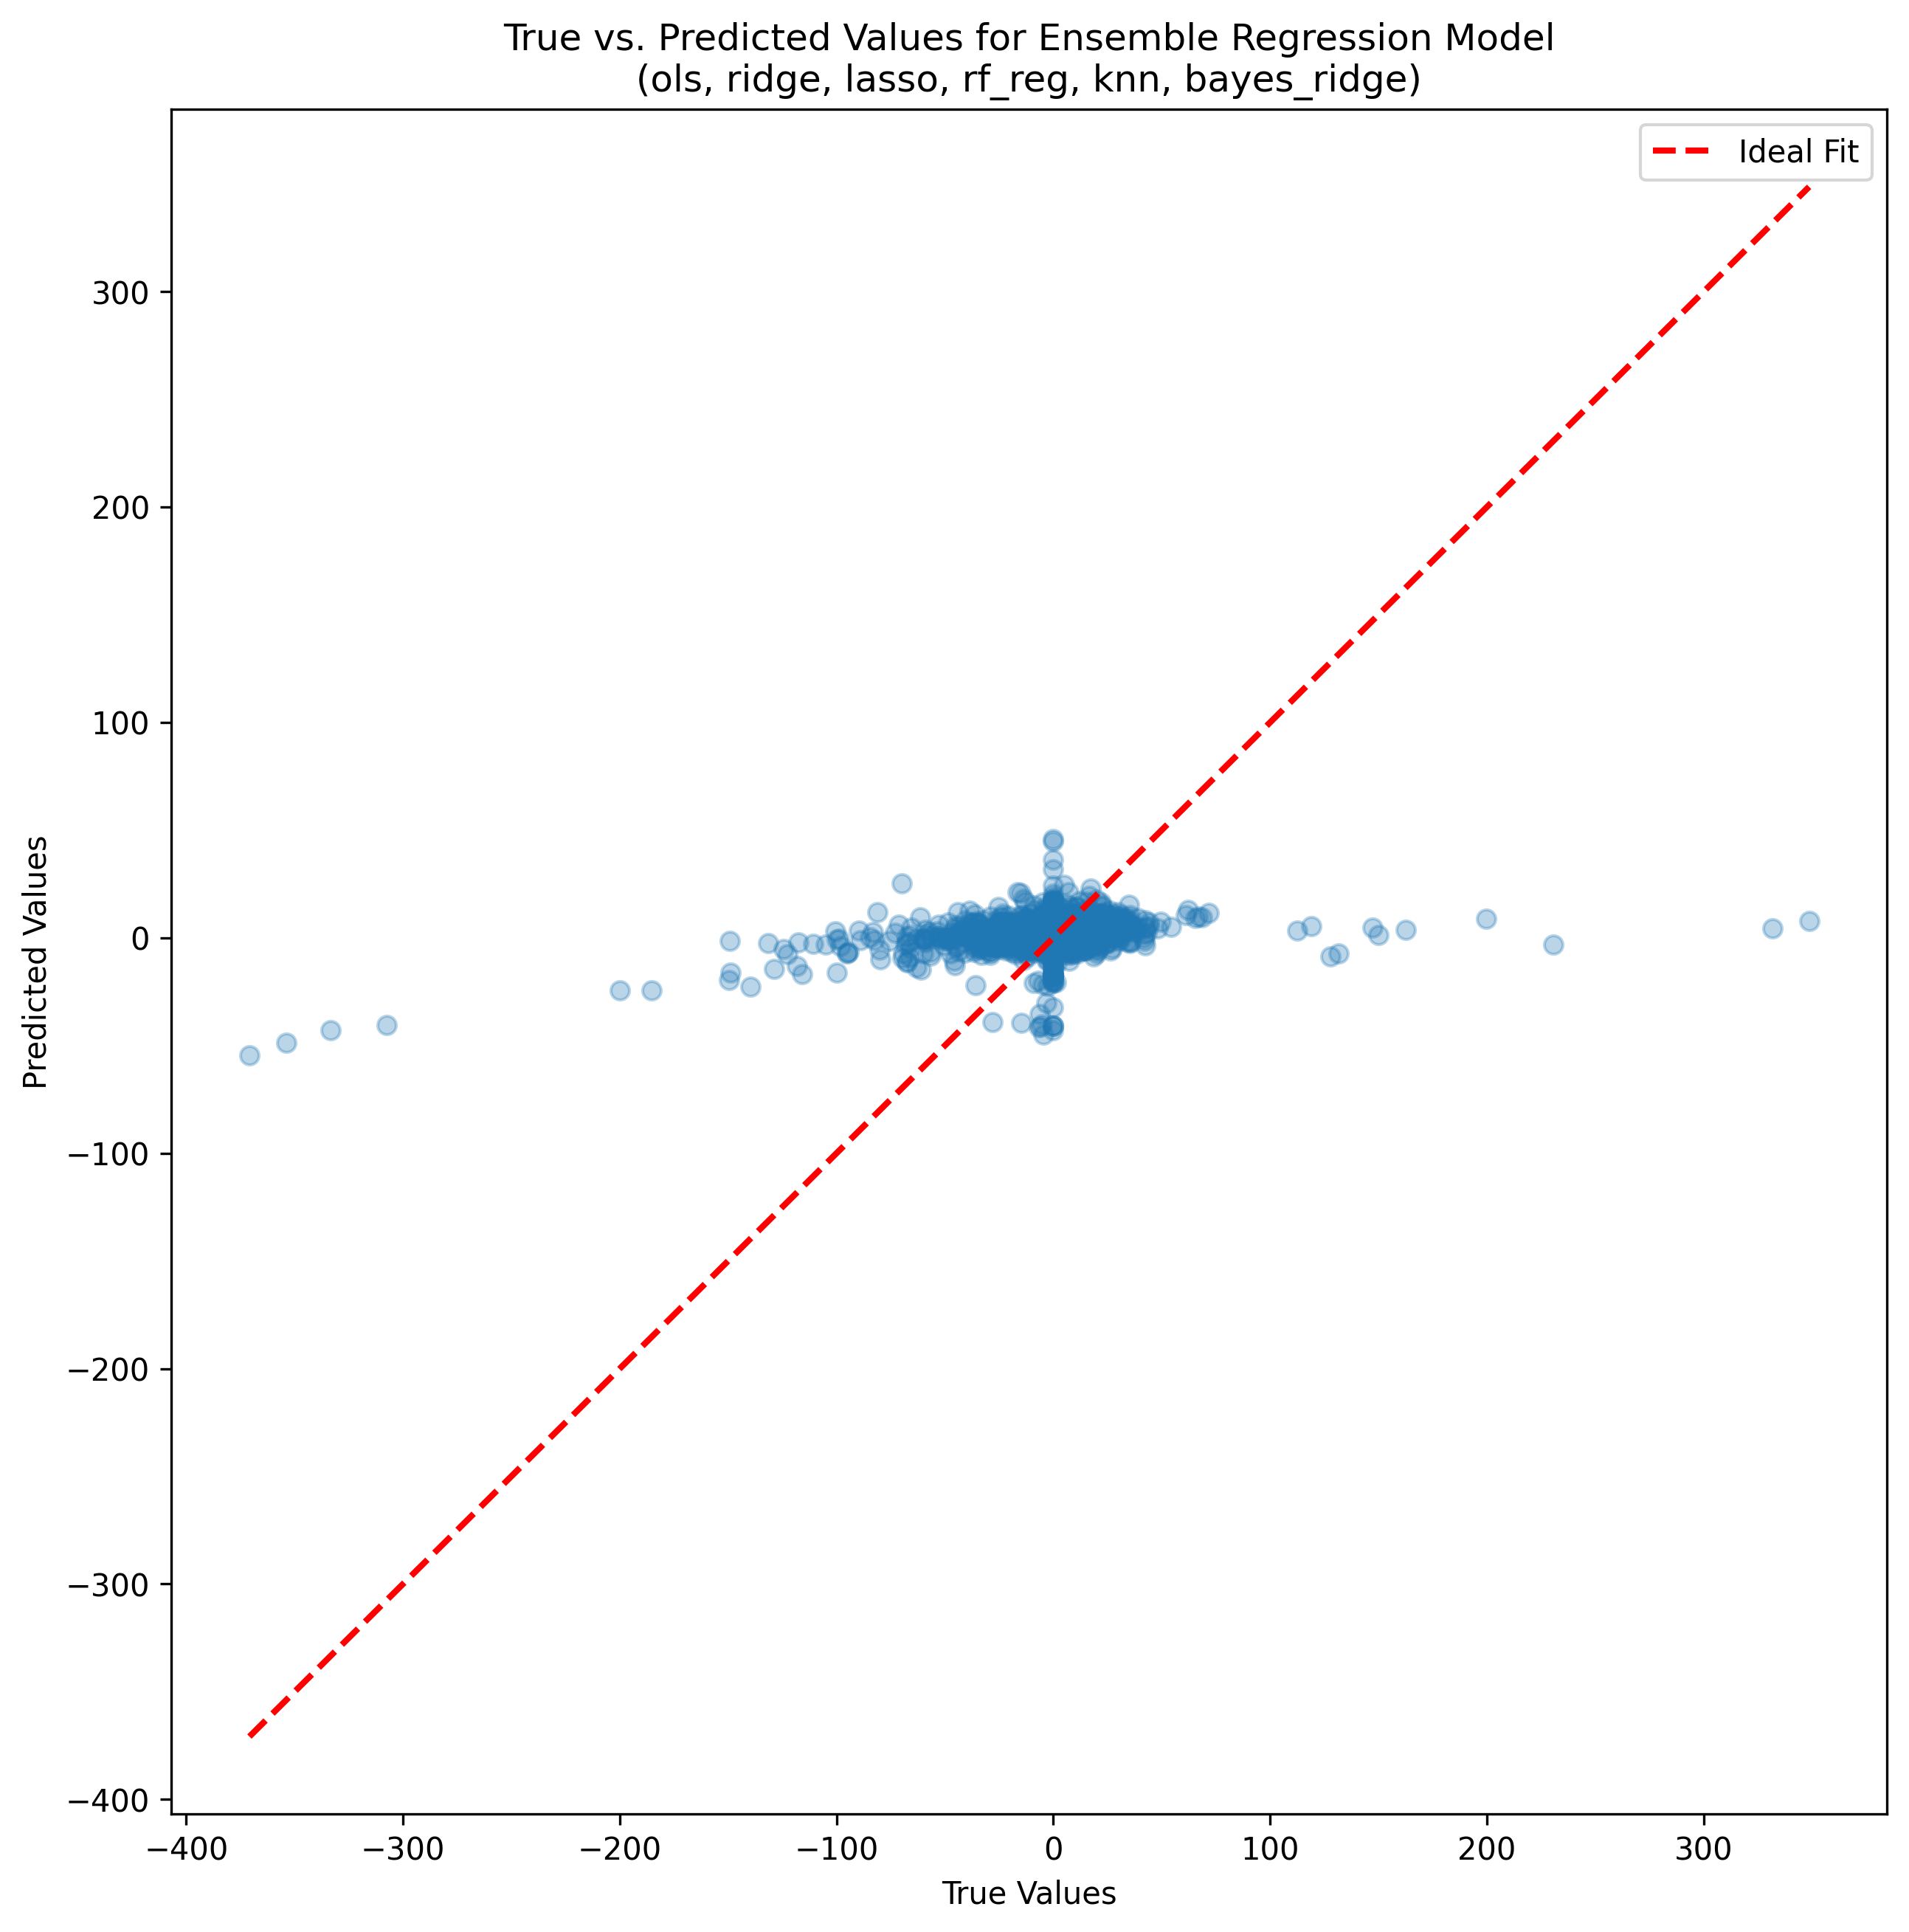 True vs. Predicted Values for Ensemble Regression Model
(ols, ridge, lasso, rf_reg, knn, bayes_ridge)
Ideal Fit
Predicted Values
300
200
100
0
−100
−200
−300
−400
−400 −300 −200 −100 0 100 200 300
True Values